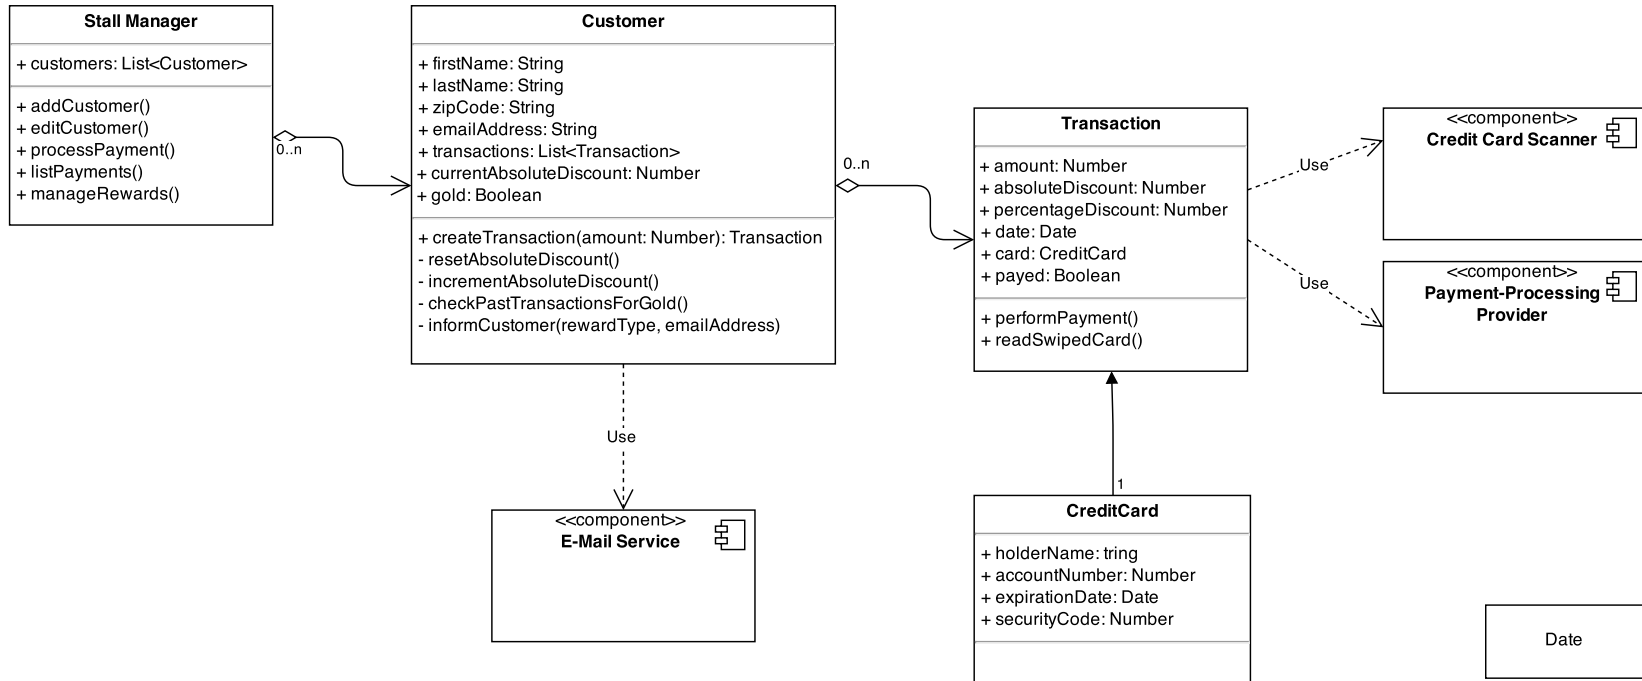 Stall Manager
+ customers: List<Customer>
+ addCustomer()
+ editCustomer()
+ processPayment()
+ listPayments()
+ manageRewards()
0..n
Customer
+ firstName: String
+ lastName: String
+ zipCode: String
+ emailAddress: String
+ transactions: List<Transaction>
+ currentAbsoluteDiscount: Number
+ gold: Boolean
+ createTransaction(amount: Number): Transaction
- resetAbsoluteDiscount()
- incrementAbsoluteDiscount()
- checkPastTransactionsForGold()
- informCustomer(rewardType, emailAddress)
0..n
Use
<<component>>
E-Mail Service
Transaction
+ amount: Number
+ absoluteDiscount: Number
+ percentageDiscount: Number
+ date: Date
+ card: CreditCard
+ payed: Boolean
+ performPayment()
+ readSwipedCard()
Use
<<component>>
Credit Card Scanner
Use
<<component>>
Payment-Processing
Provider
1
CreditCard
+ holderName: tring
+ accountNumber: Number
+ expirationDate: Date
+ securityCode: Number
Date